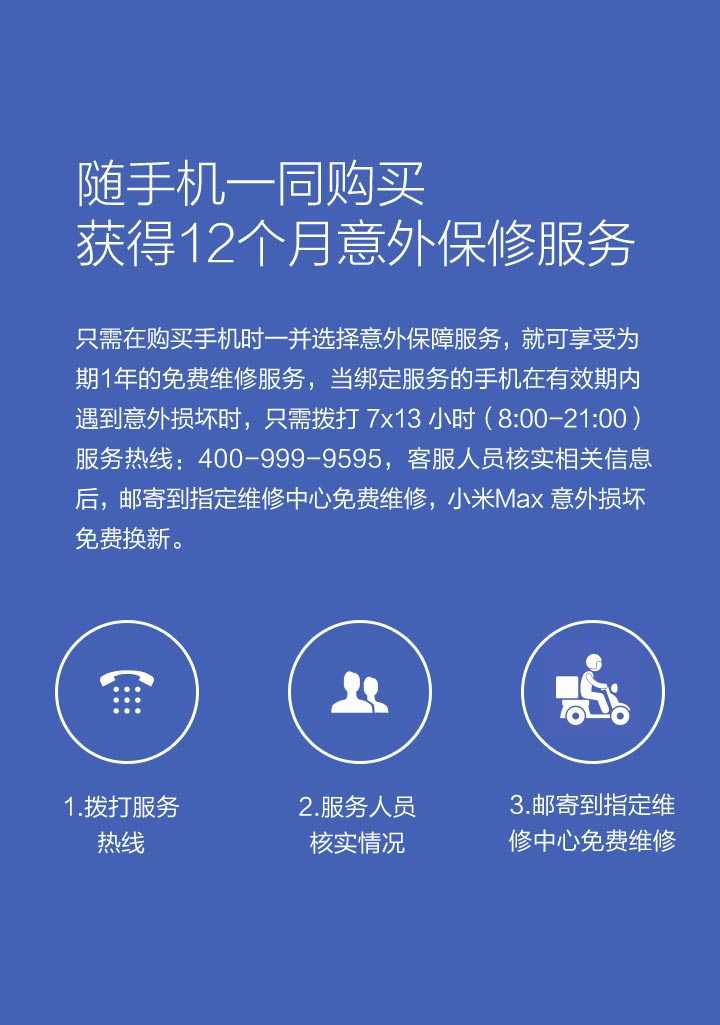 随手机一同购买
获得12个月意外保修服务
只需在购买手机时一并选择意外保障服务，就可享受为
期1年的免费维修服务，当绑定服务的手机在有效期内
遇到意外损坏时，只需拨打 7x13 小时（8:00-21:00）
服务热线：400-999-9595，客服人员核实相关信息
后，邮寄到指定维修中心免费维修，小米Max 意外损坏
免费换新。
1.拨打服务
热线
2.服务人员
核实情况
3.邮寄到指定维
修中心免费维修